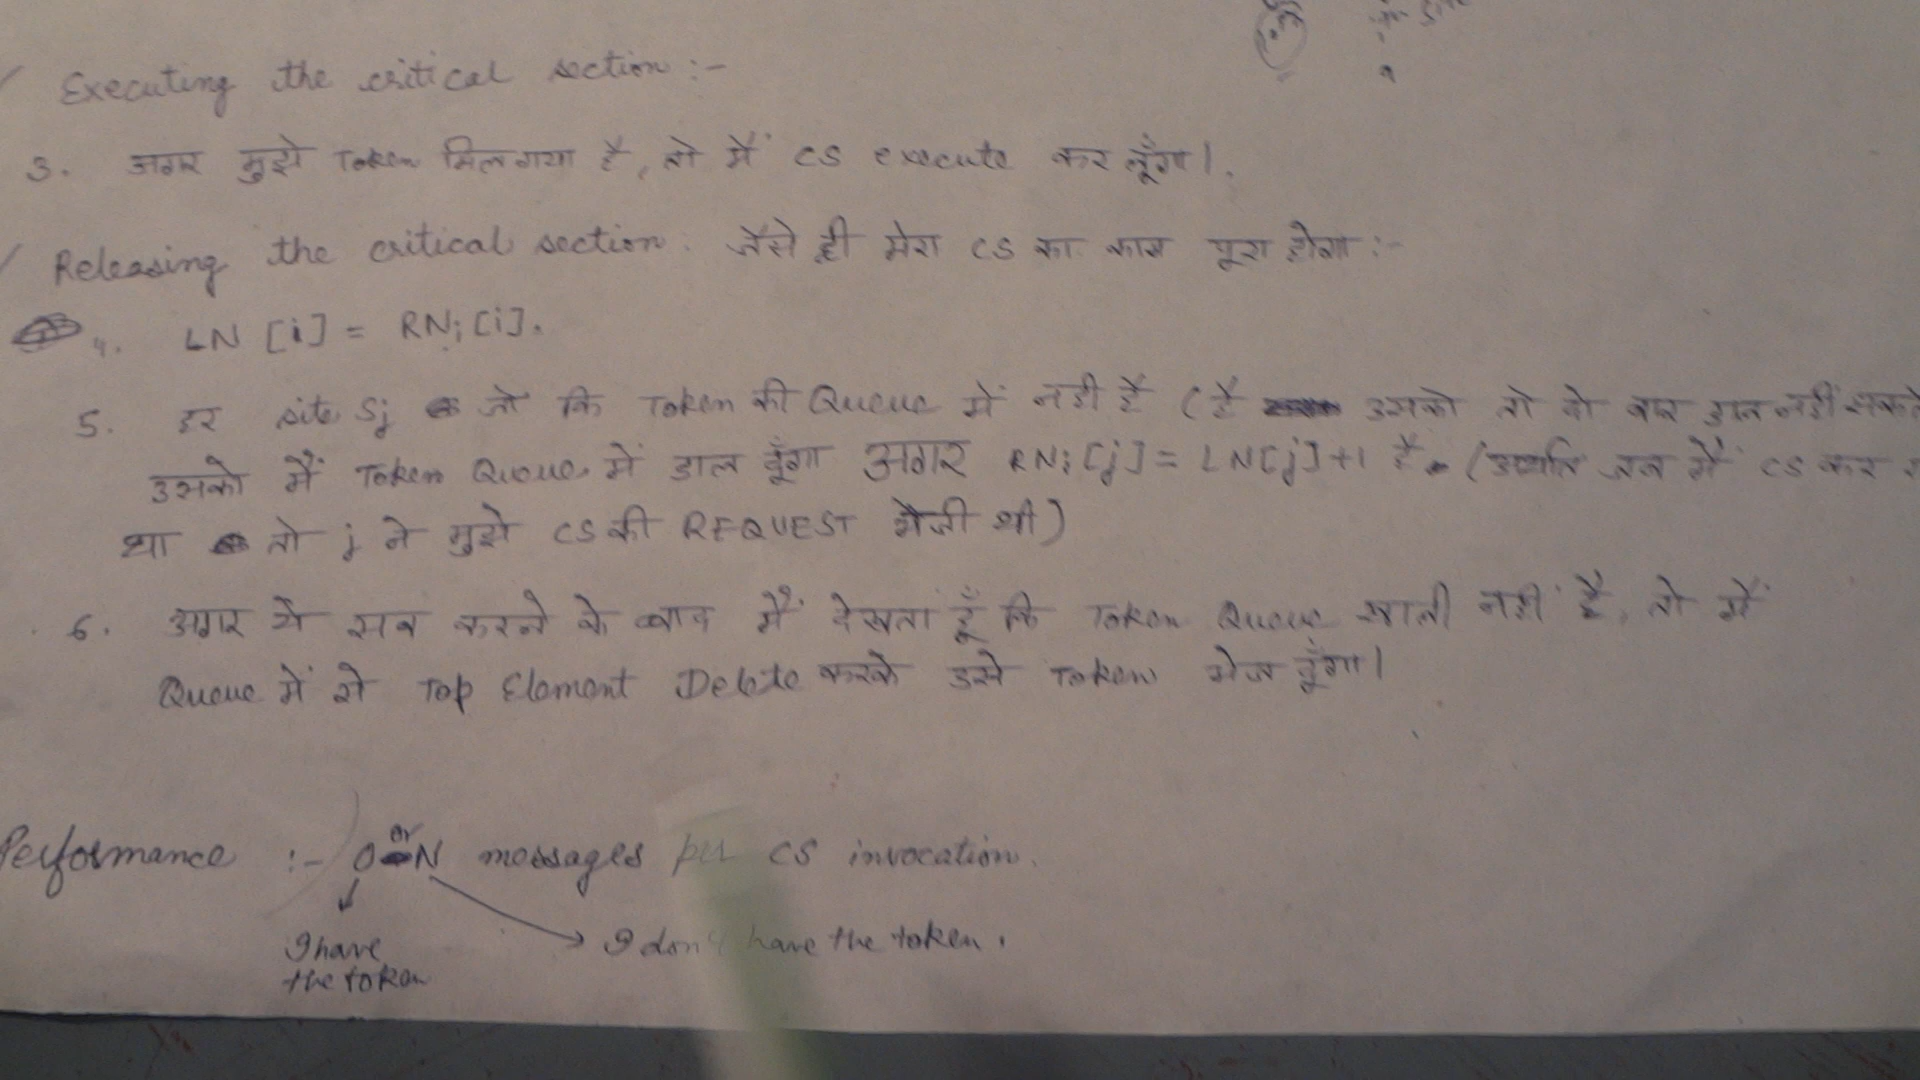 Executing the critical section :-
3. अगर मुझे Token मिल गया है, तो मैं CS execute कर लूँगा।
Releasing the critical section : जैसे ही मेरा CS का काम पूरा होगा :-
4. LN [i] = RNi [i].
5. हर site Sj जो कि Token की Queue में नहीं है (है उसको तो दो बार डाल नहीं सकते
उसको मैं Token Queue में डाल दूँगा अगर RNi [j] = LN[j]+1 है. (अर्थात जब मैं CS कर
था तो j ने मुझे CS की REQUEST भेजी थी)
6. अगर ये सब करने के बाद मैं देखता हूँ कि Token Queue खाली नहीं है, तो मैं
Queue में से Top Element Delete करके उसे Token भेज दूँगा।
Performance :- 0 or N messages per CS invocation.
I have the token
I don't have the token.